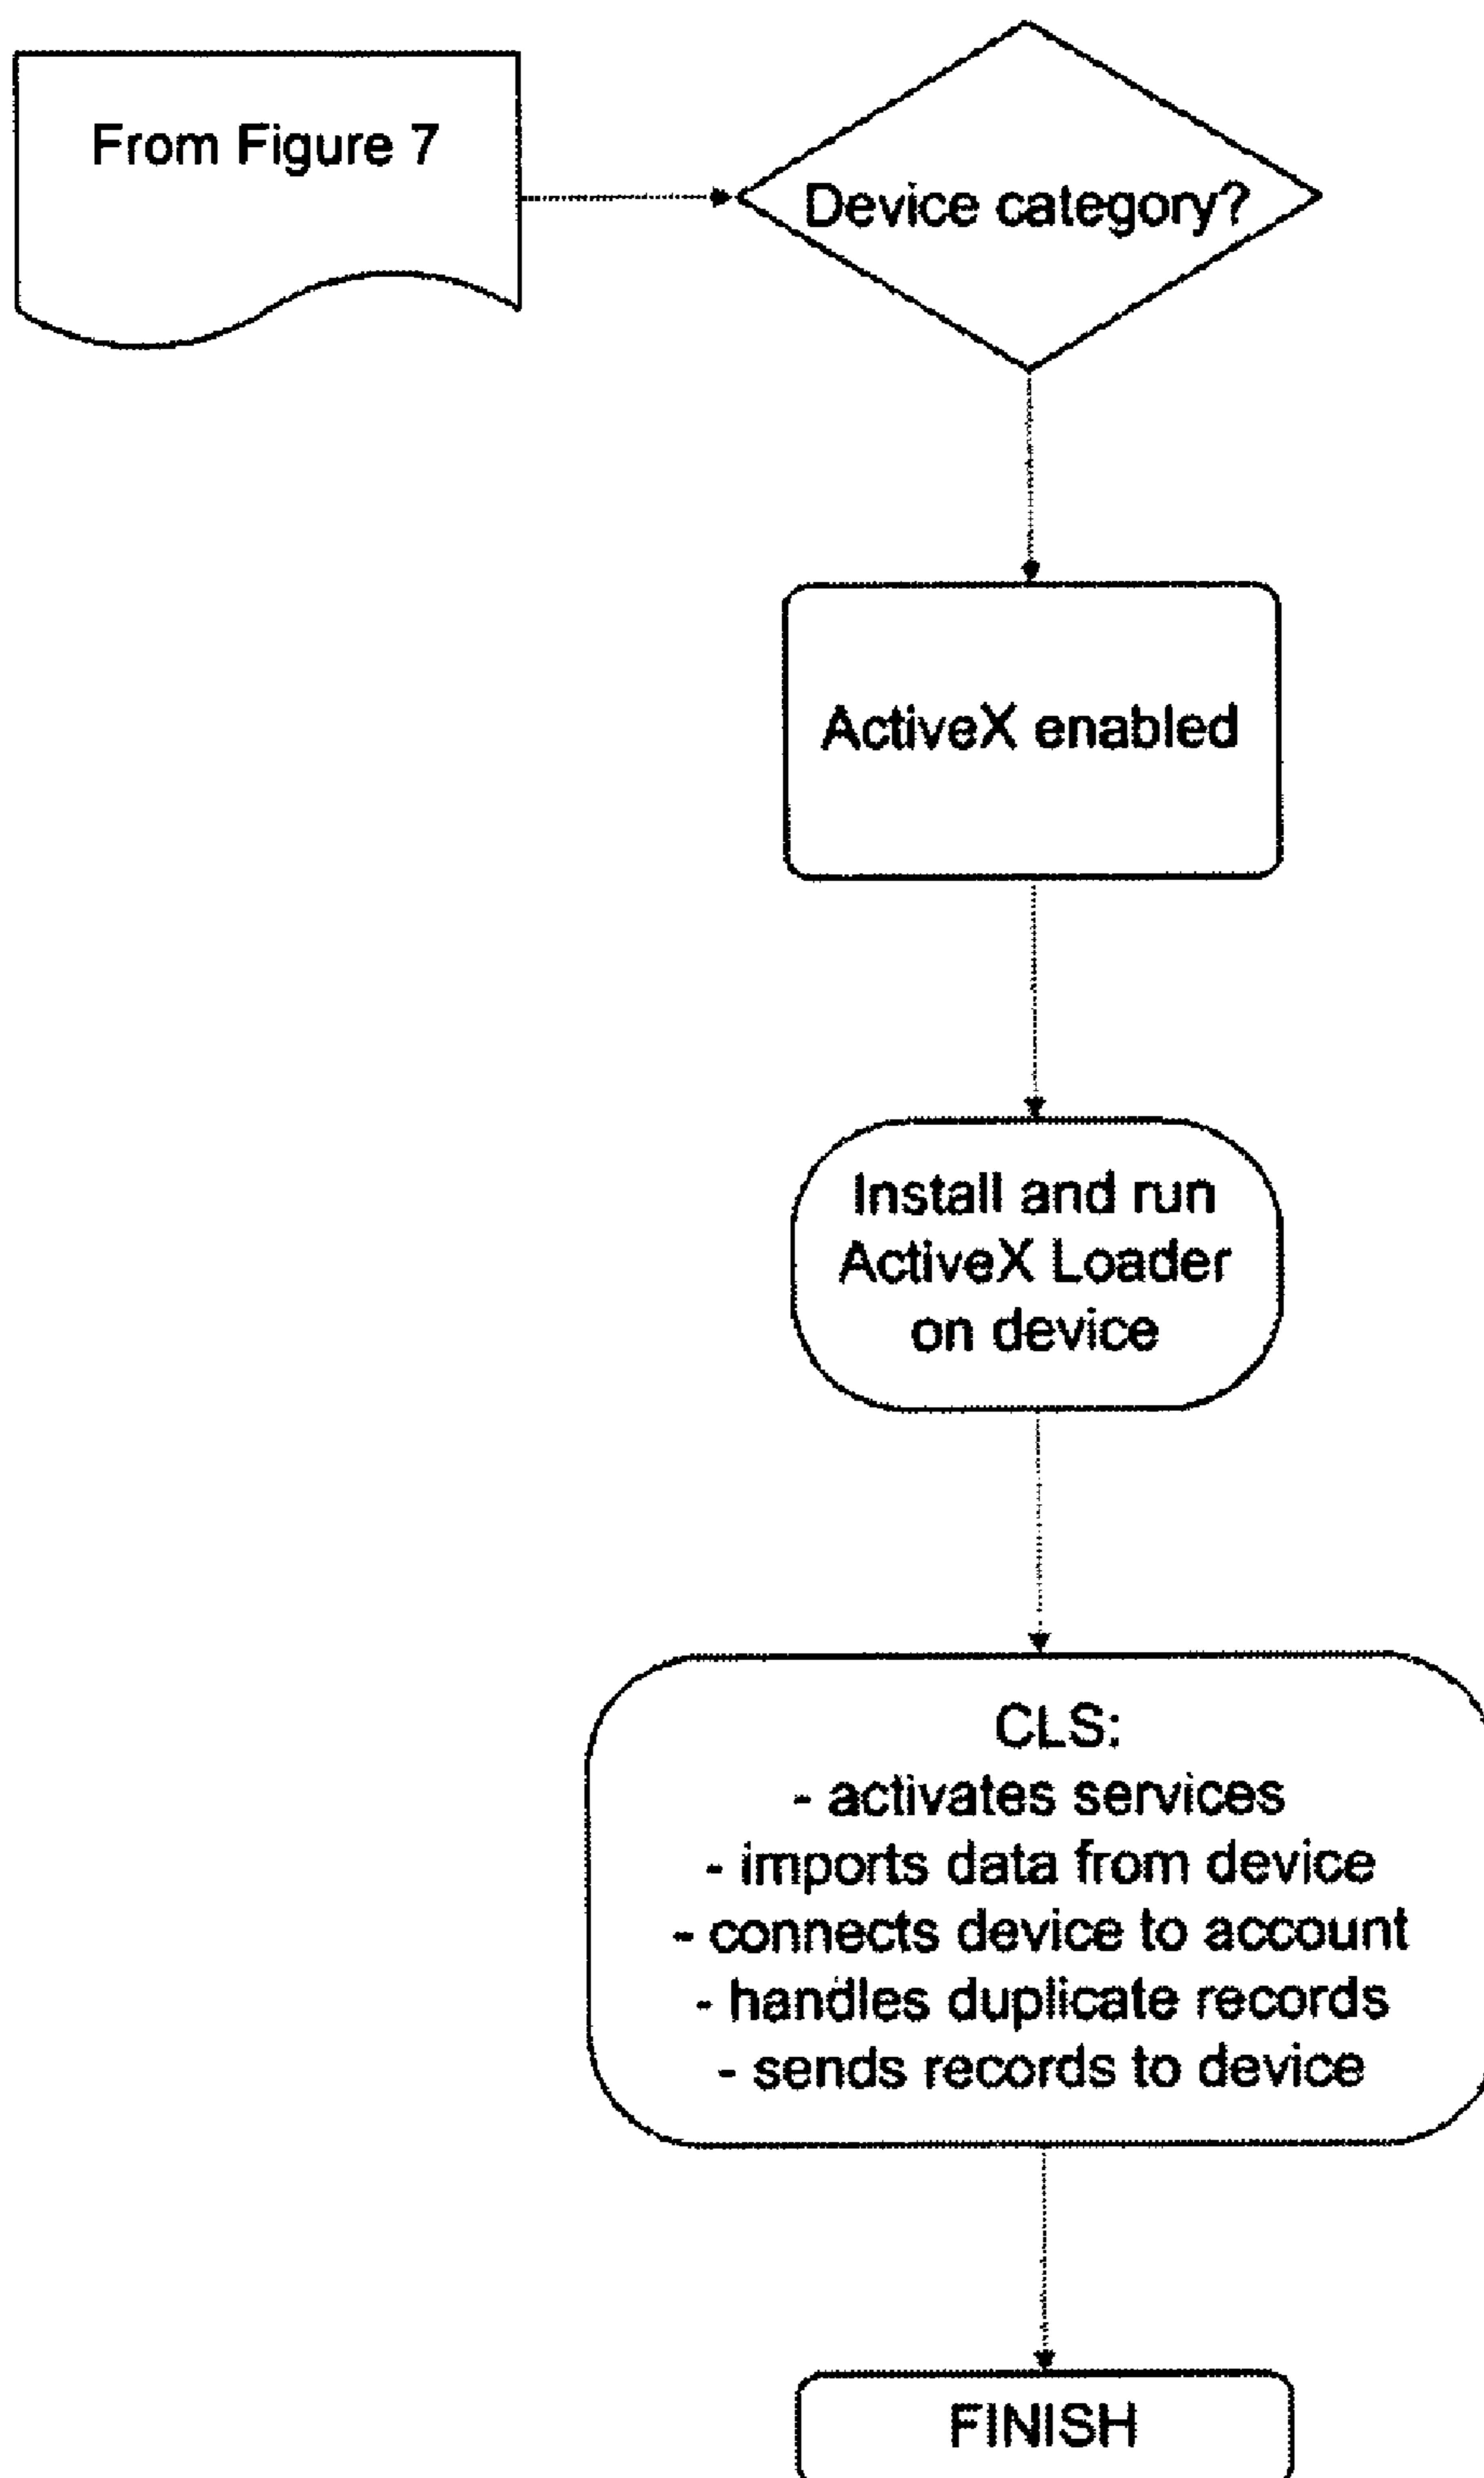 From Figure 7
Device category?
ActiveX enabled
Install and run
ActiveX Loader
on device
CLS:
- activates services
- imports data from device
- connects device to account
- handles duplicate records
- sends records to device
FINISH